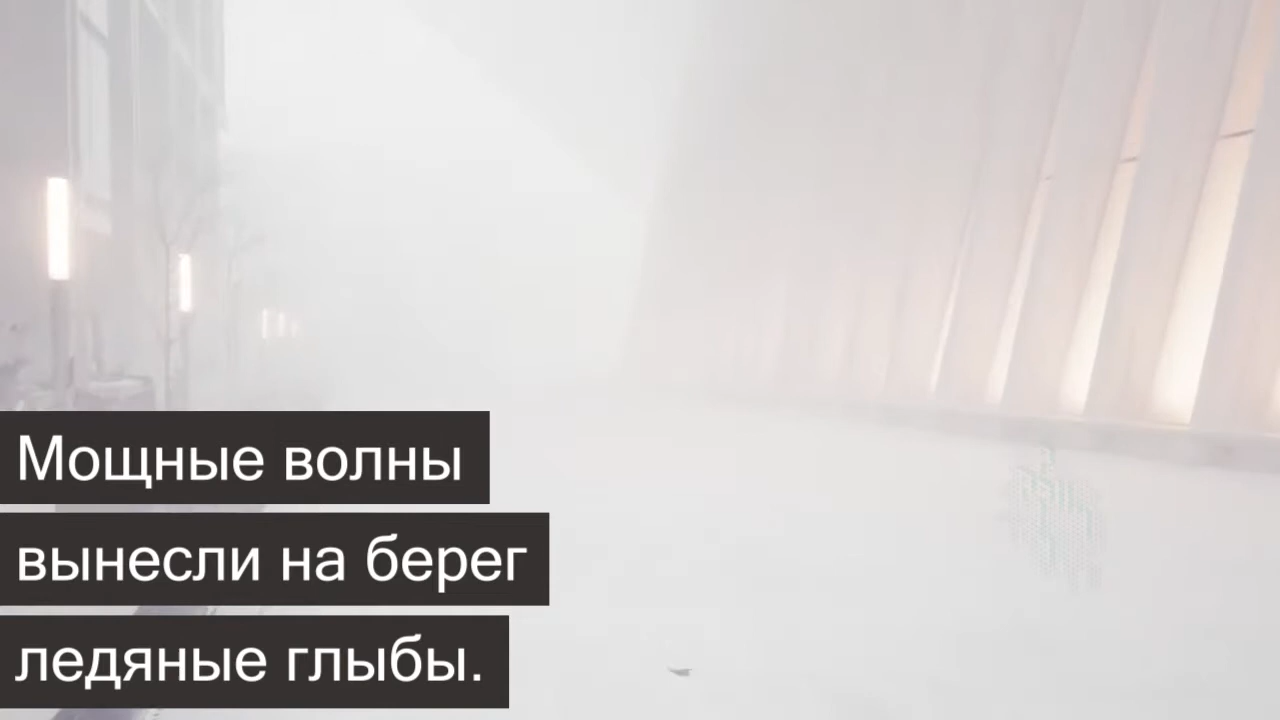 Мощные волны
вынесли на берег
ледяные глыбы.